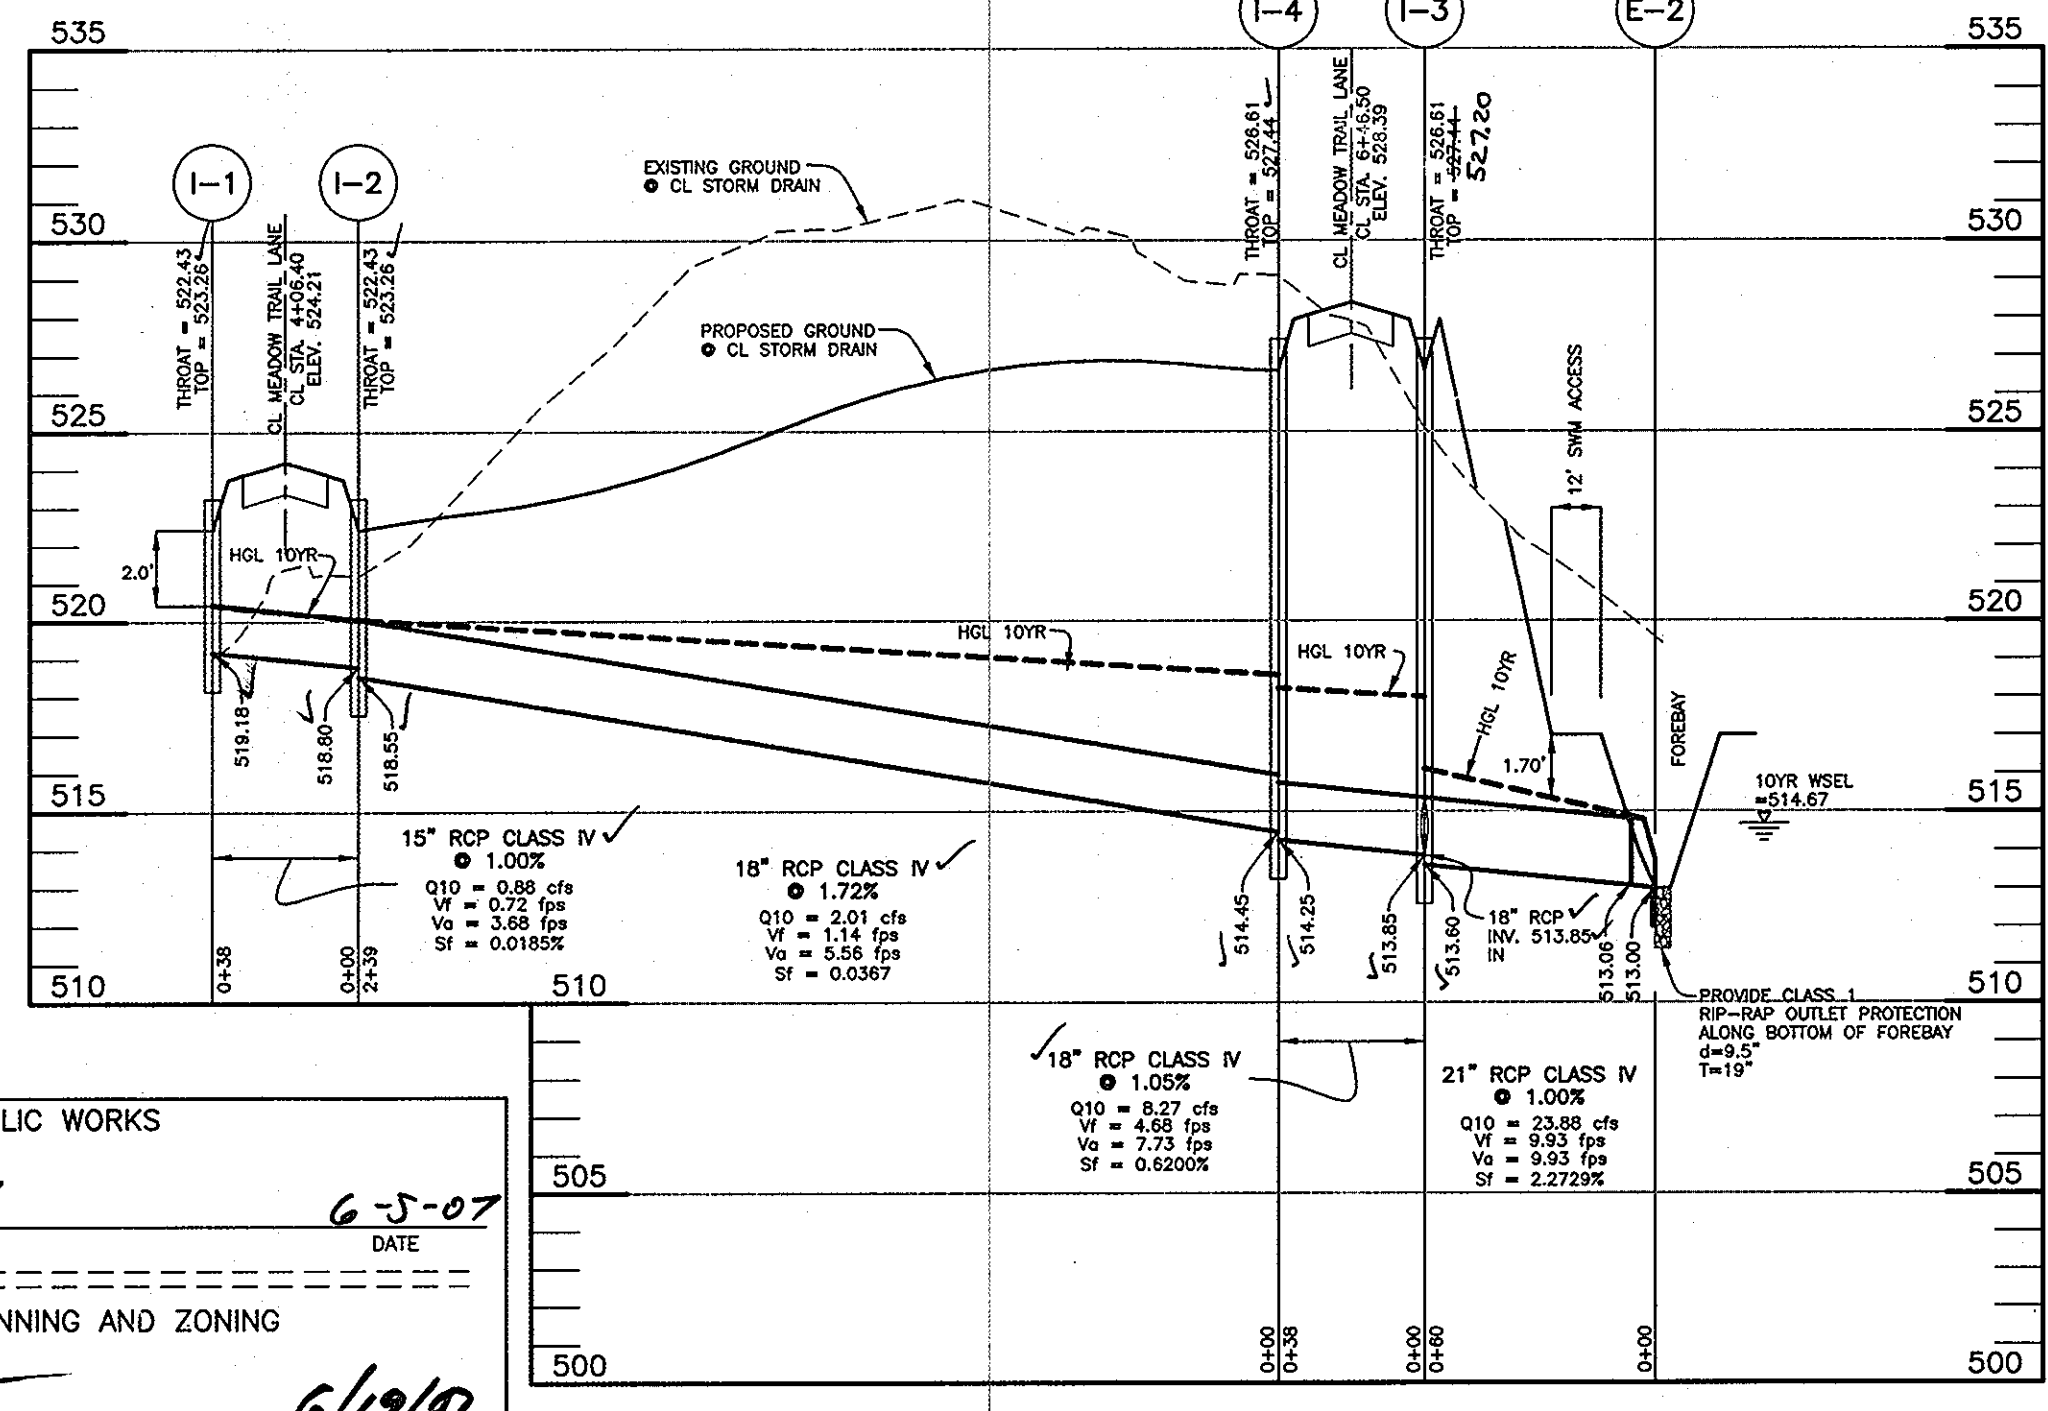 I-4
I-3
E-2
535
535
I-1
I-2
EXISTING GROUND
@ CL STORM DRAIN
THROAT = 526.61
TOP = 527.44
CL MEADOW TRAIL LANE
CL STA. 6+46.50
ELEV. 528.39
THROAT = 526.61
TOP = 527.44
527.20
530
530
THROAT = 522.43
TOP = 523.26
CL MEADOW TRAIL LANE
CL STA. 4+06.40
ELEV. 524.21
THROAT = 522.43
TOP = 523.26
PROPOSED GROUND
@ CL STORM DRAIN
525
525
12' SWM ACCESS
2.0'
HGL 10YR
520
520
HGL 10YR
HGL 10YR
HGL 10YR
FOREBAY
519.18
518.80
518.55
1.70'
10YR WSEL
=514.67
515
515
15" RCP CLASS IV
@ 1.00%
Q10 = 0.88 cfs
Vf = 0.72 fps
Va = 3.68 fps
Sf = 0.0185%
18" RCP CLASS IV
@ 1.72%
Q10 = 2.01 cfs
Vf = 1.14 fps
Va = 5.56 fps
Sf = 0.0367
514.45
514.25
513.85
513.60
18" RCP
INV. 513.85
IN
513.06
513.00
0+38
0+00
2+39
510
510
510
PROVIDE CLASS 1
RIP-RAP OUTLET PROTECTION
ALONG BOTTOM OF FOREBAY
d=9.5"
T=19"
18" RCP CLASS IV
@ 1.05%
Q10 = 8.27 cfs
Vf = 4.68 fps
Va = 7.73 fps
Sf = 0.6200%
21" RCP CLASS IV
@ 1.00%
Q10 = 23.88 cfs
Vf = 9.93 fps
Va = 9.93 fps
Sf = 2.2729%
LIC WORKS
6-5-07
DATE
505
505
NNING AND ZONING
0+00
0+38
0+00
0+60
0+00
500
500